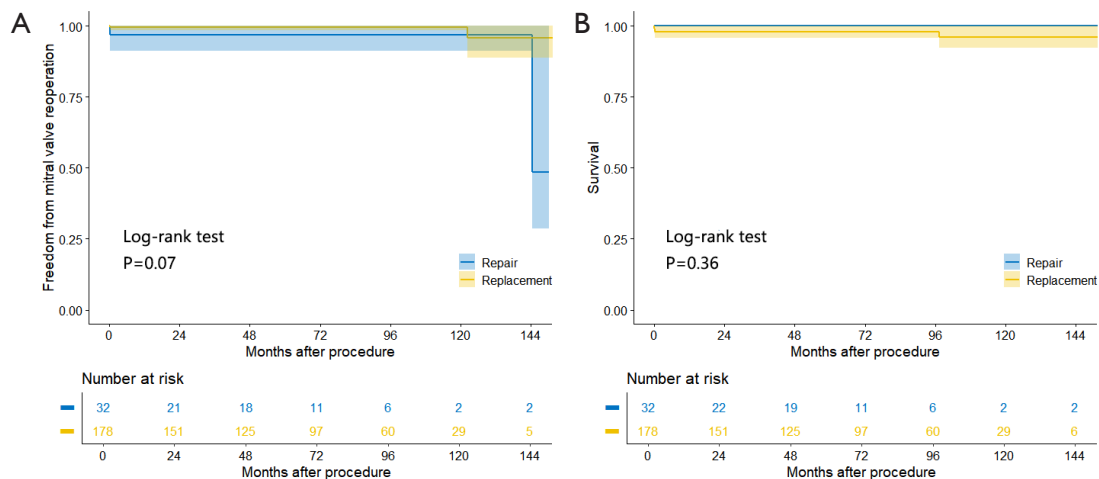 A
Freedom from mitral valve reoperation
1.00
0.75
0.50
0.25
0.00
Log-rank test
P=0.07
Repair
Replacement
0 24 48 72 96 120 144
Months after procedure
Number at risk
32 21 18 11 6 2 2
178 151 125 97 60 29 5
0 24 48 72 96 120 144
Months after procedure
B
Survival
1.00
0.75
0.50
0.25
0.00
Log-rank test
P=0.36
Repair
Replacement
0 24 48 72 96 120 144
Months after procedure
Number at risk
32 22 19 11 6 2 2
178 151 125 97 60 29 6
0 24 48 72 96 120 144
Months after procedure